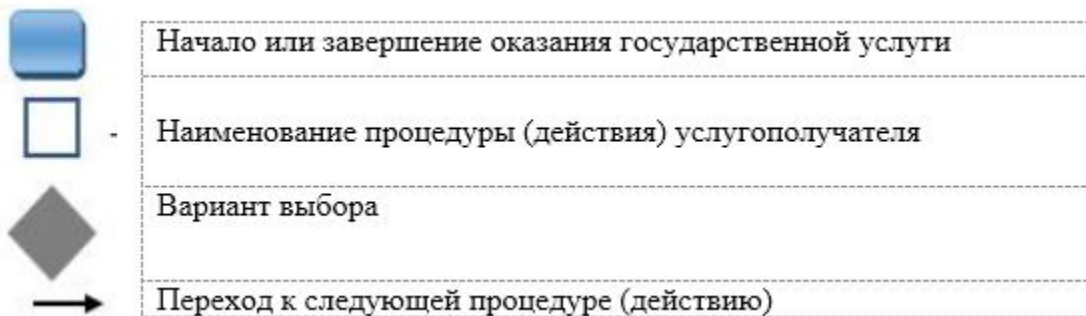 Начало или завершение оказания государственной услуги
- Наименование процедуры (действия) услугополучателя
Вариант выбора
Переход к следующей процедуре (действию)